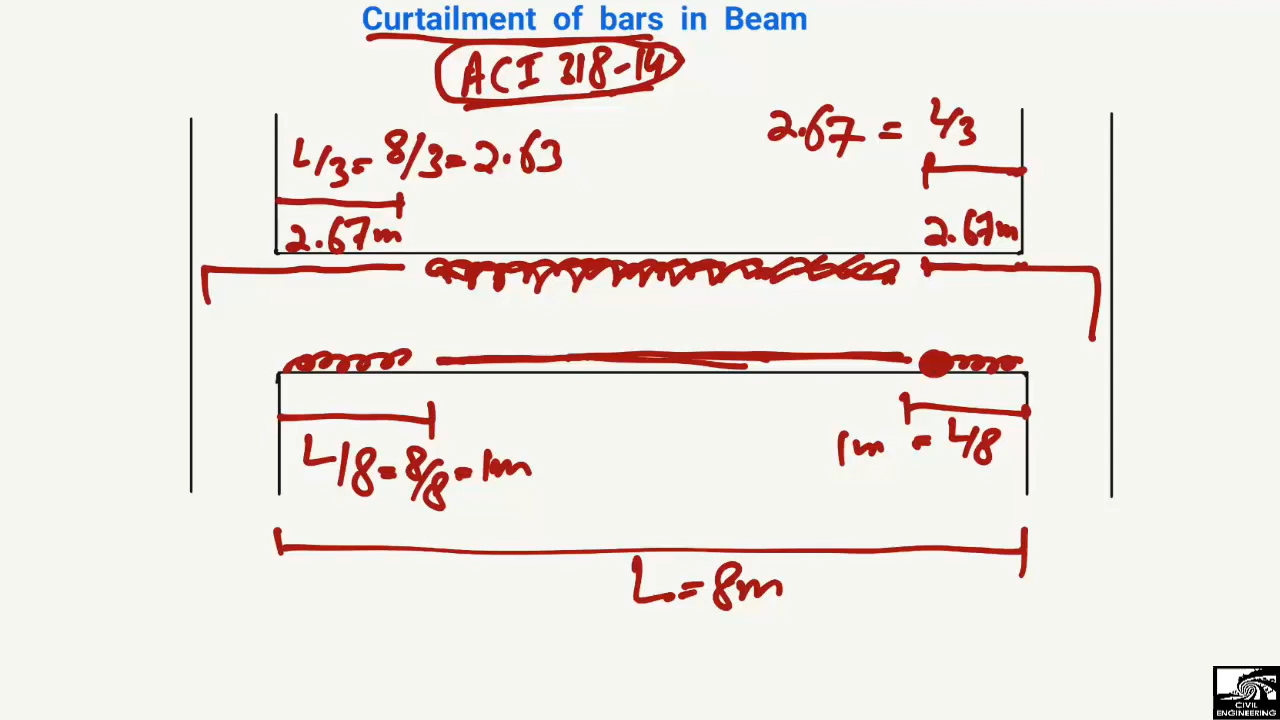 Curtailment of bars in Beam
ACI 318-14
L/3 = 8/3 = 2.63
2.67 = L/3
2.67m
2.67m
L/8 = 8/8 = 1m
1m = L/8
L = 8m
CIVIL
ENGINEERING